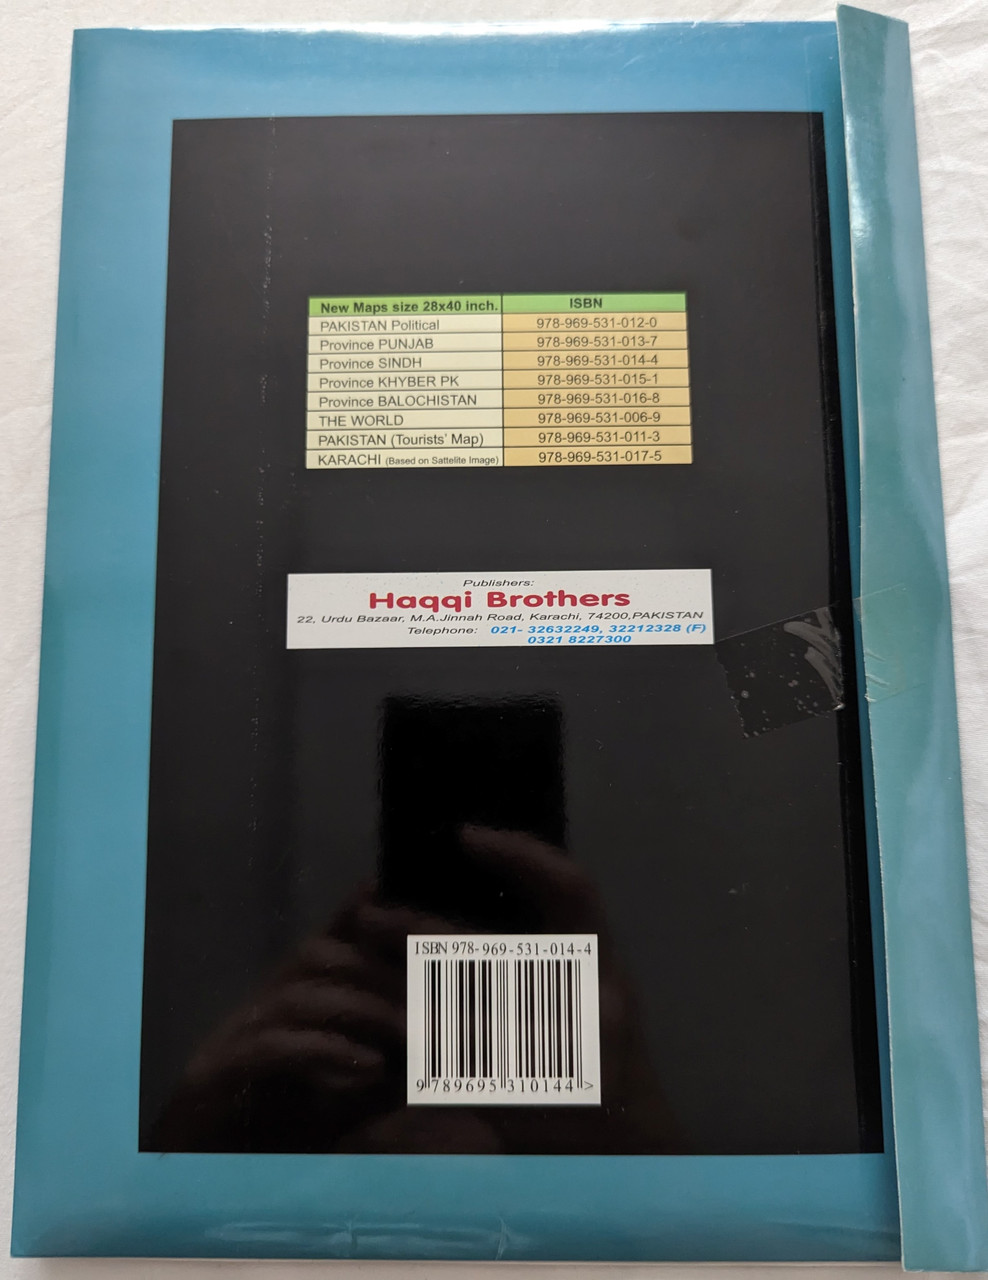 New Maps size 28x40 inch. ISBN
PAKISTAN Political 978-969-531-012-0
Province PUNJAB 978-969-531-013-7
Province SINDH 978-969-531-014-4
Province KHYBER PK 978-969-531-015-1
Province BALOCHISTAN 978-969-531-016-8
THE WORLD 978-969-531-006-9
PAKISTAN (Tourists' Map) 978-969-531-011-3
KARACHI (Based on Sattelite Image) 978-969-531-017-5
Publishers:
Haqqi Brothers
22, Urdu Bazaar, M.A.Jinnah Road, Karachi, 74200,PAKISTAN
Telephone: 021- 32632249, 32212328 (F)
0321 8227300
ISBN 978-969-531-014-4
9 789695 310144 >